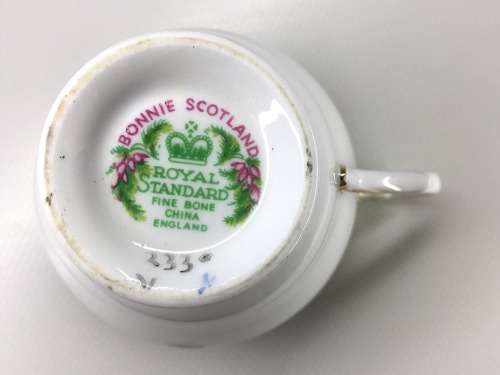 BONNIE SCOTLAND
ROYAL
STANDARD
FINE BONE
CHINA
ENGLAND